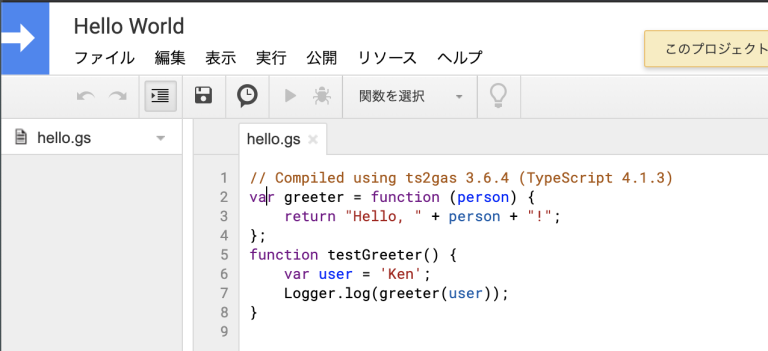 Hello World
ファイル 編集 表示 実行 公開 リソース ヘルプ
このプロジェクト
関数を選択
hello.gs
hello.gs ×
1 // Compiled using ts2gas 3.6.4 (TypeScript 4.1.3)
2 var greeter = function (person) {
3     return "Hello, " + person + "!";
4 };
5 function testGreeter() {
6     var user = 'Ken';
7     Logger.log(greeter(user));
8 }
9